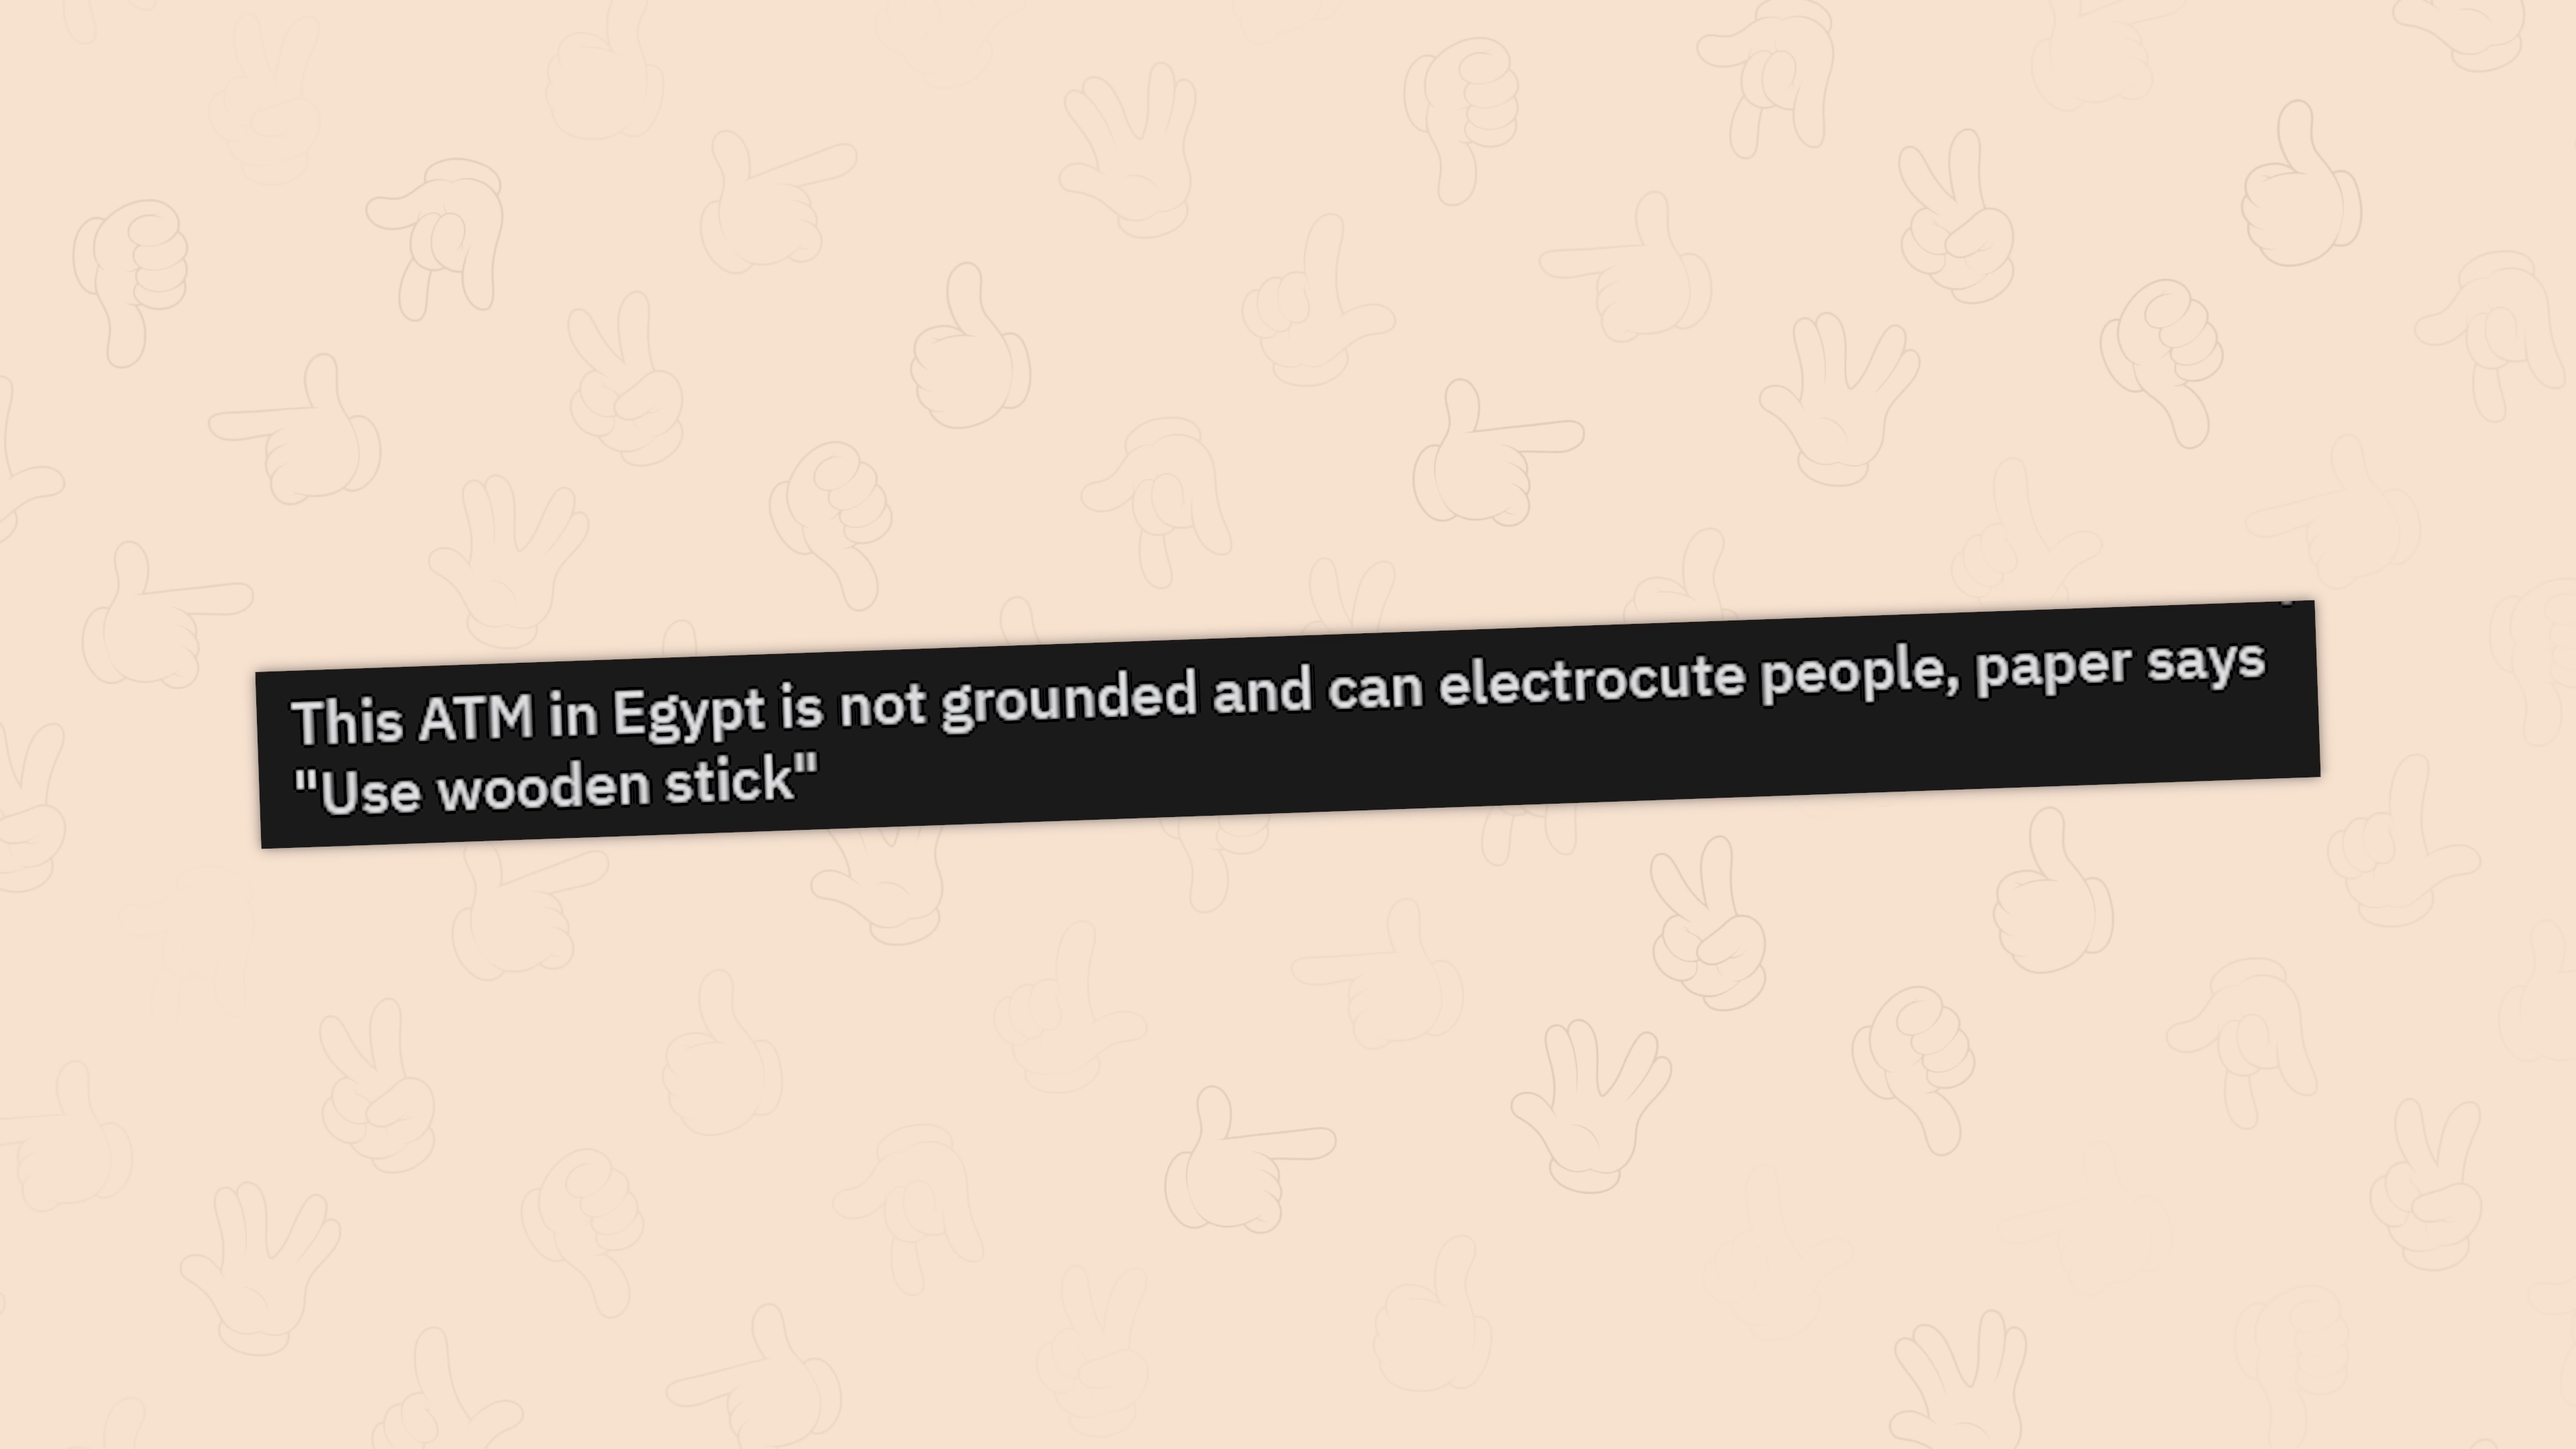 This ATM in Egypt is not grounded and can electrocute people, paper says
"Use wooden stick"